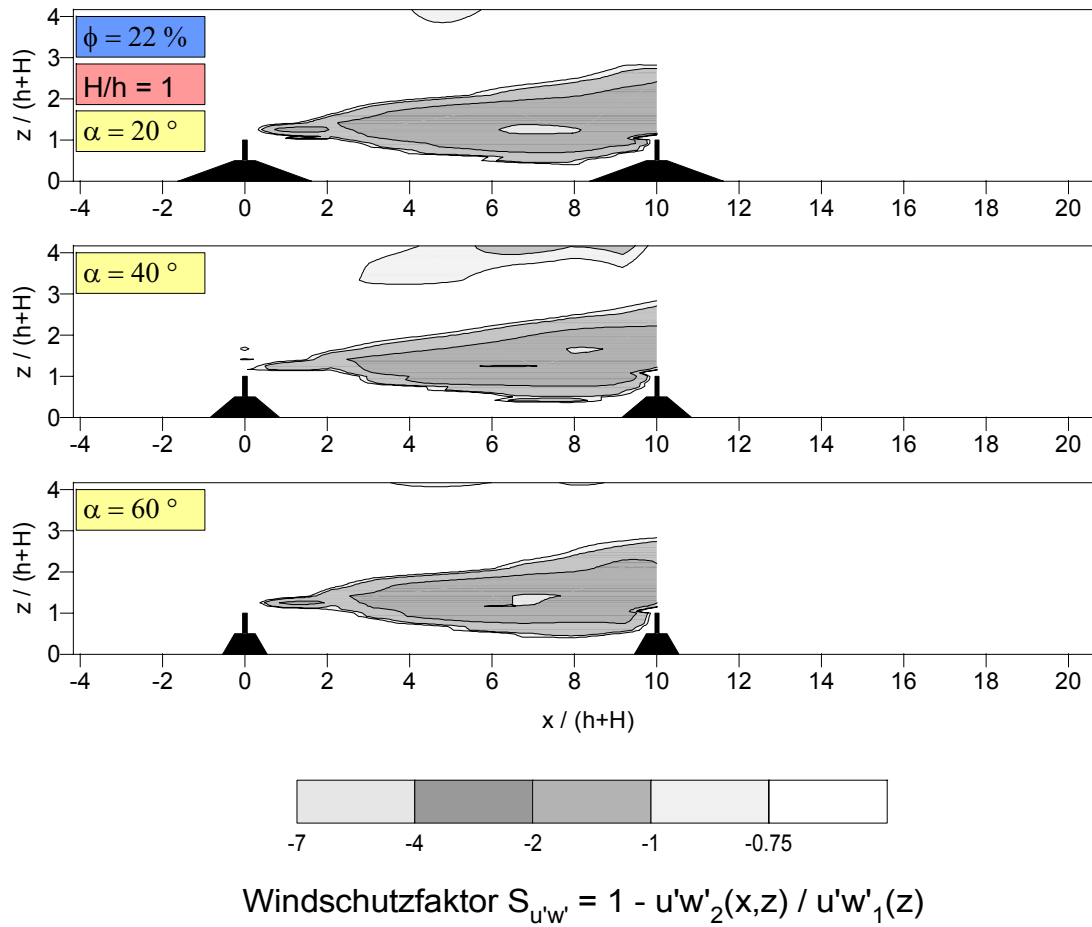 ϕ = 22 %
H/h = 1
α = 20 °
z / (h+H)
4
3
2
1
0
-4 -2 0 2 4 6 8 10 12 14 16 18 20
α = 40 °
z / (h+H)
4
3
2
1
0
-4 -2 0 2 4 6 8 10 12 14 16 18 20
α = 60 °
z / (h+H)
4
3
2
1
0
-4 -2 0 2 4 6 8 10 12 14 16 18 20
x / (h+H)
-7 -4 -2 -1 -0.75
Windschutzfaktor S_u'w' = 1 - u'w'_2(x,z) / u'w'_1(z)